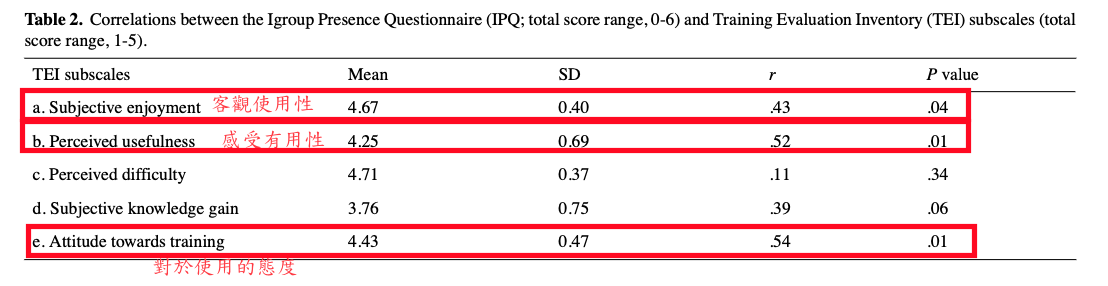 Table 2. Correlations between the Igroup Presence Questionnaire (IPQ; total score range, 0-6) and Training Evaluation Inventory (TEI) subscales (total
score range, 1-5).
TEI subscales Mean SD r P value
a. Subjective enjoyment 客觀使用性 4.67 0.40 .43 .04
b. Perceived usefulness 感受有用性 4.25 0.69 .52 .01
c. Perceived difficulty 4.71 0.37 .11 .34
d. Subjective knowledge gain 3.76 0.75 .39 .06
e. Attitude towards training 4.43 0.47 .54 .01
對於使用的態度